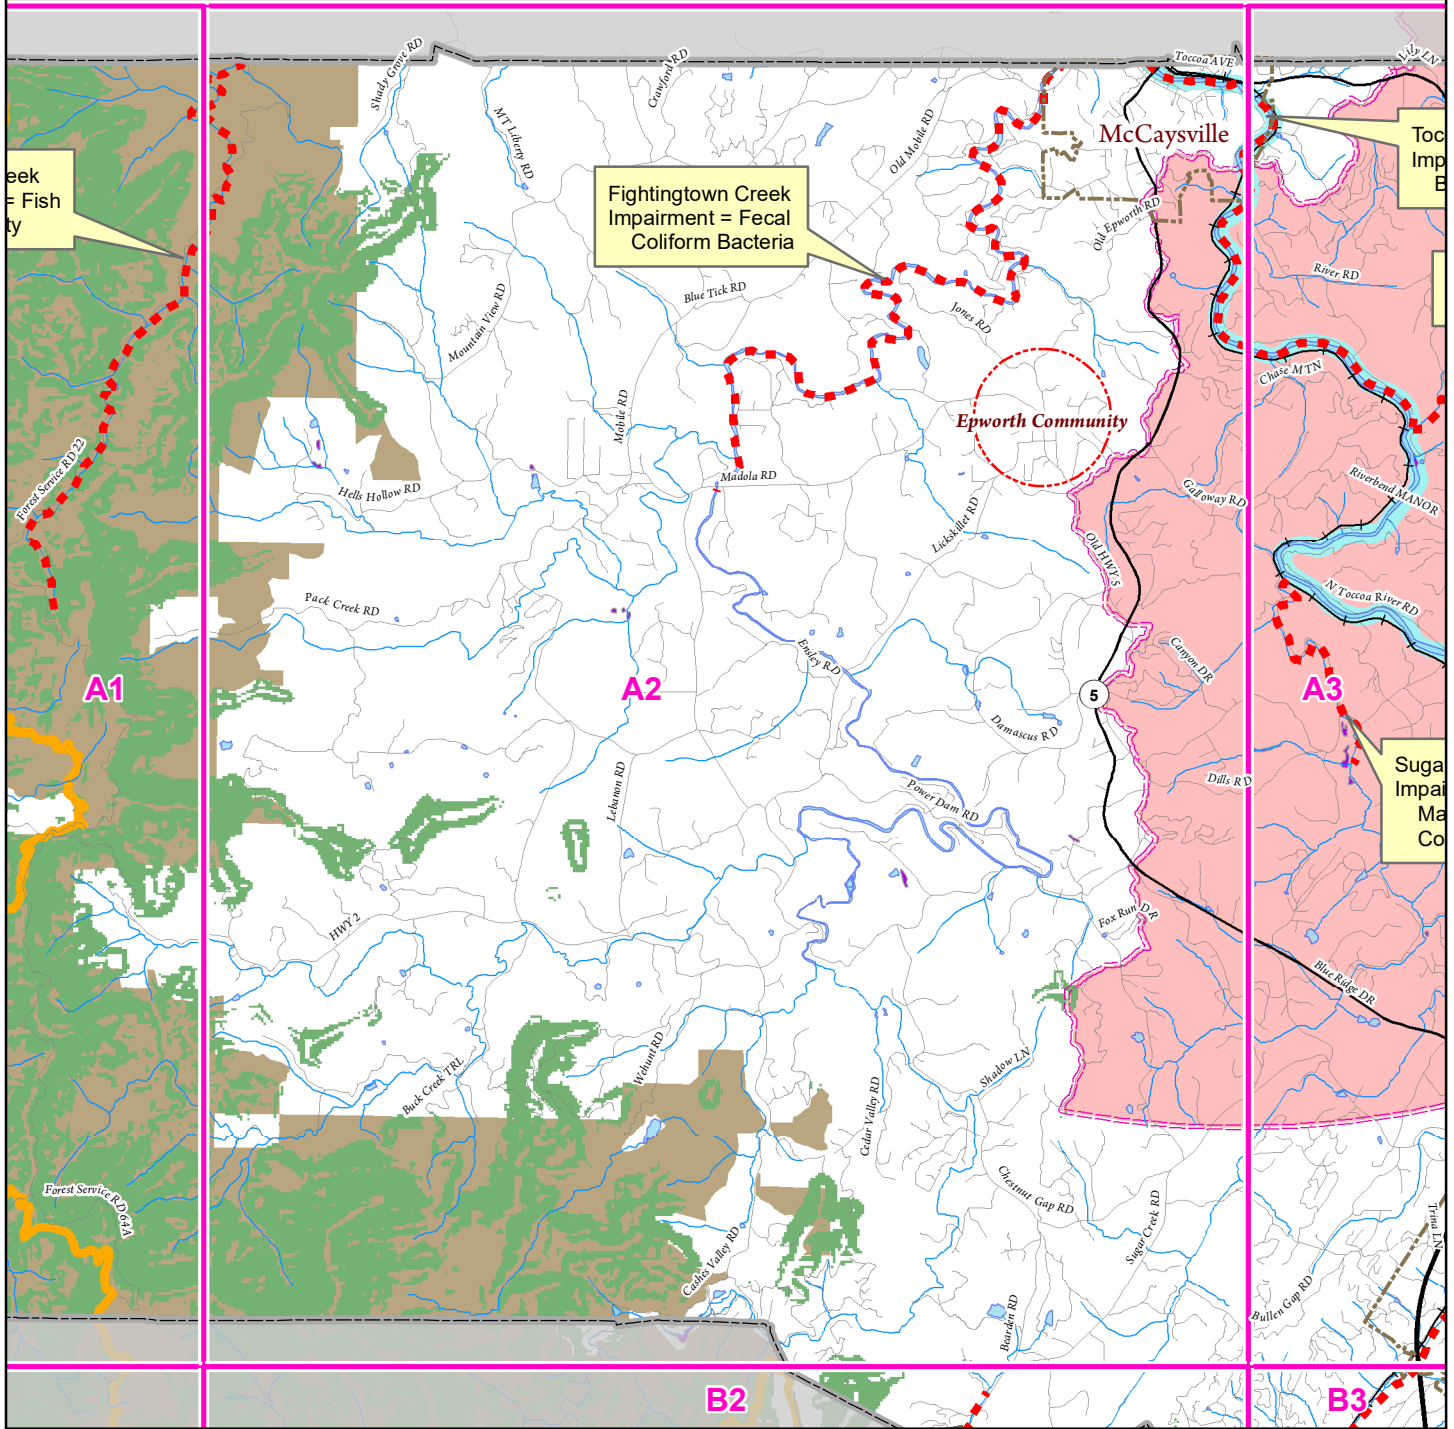 Toccoa AVE
Lily LN
Shady Grove RD
Crawford RD
MT Liberty RD
Old Mobile RD
McCaysville
Toc
Imp
B
eek
= Fish
ty
Fightingtown Creek
Impairment = Fecal
Coliform Bacteria
Old Epworth RD
River RD
Blue Tick RD
Mountain View RD
Jones RD
Chase MTN
Mobile RD
Epworth Community
Forest Service RD 22
Hells Hollow RD
Madola RD
Galloway RD
Riverbend MANOR
Lickskillet RD
Old HWY 5
Pack Creek RD
N Toccoa River RD
Ensley RD
Canyon DR
A1
A2
A3
5
Damascus RD
Dills RD
Suga
Impai
Ma
Co
Lebanon RD
Power Dam RD
HWY 2
Fox Run DR
Blue Ridge DR
Wehunt RD
Buck Creek TRL
Shadow LN
Cedar Valley RD
Forest Service RD 64A
Chestnut Gap RD
Sugar Creek RD
Trina LN
Cashes Valley RD
Bullen Gap RD
Bearden RD
B2
B3